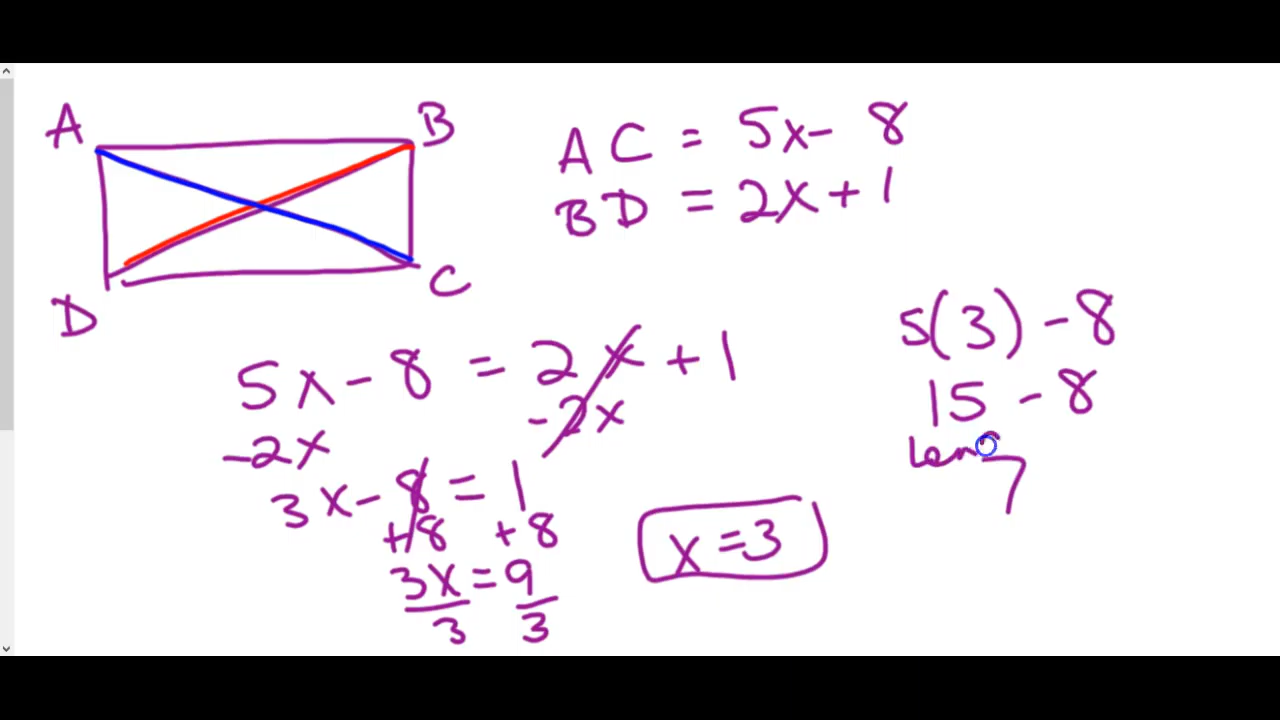 A
B
D
C
AC = 5x - 8
BD = 2x + 1
5x - 8 = 2x + 1
-2x -2x
3x - 8 = 1
+8 +8
3x = 9
3 3
x = 3
5(3) - 8
15 - 8
7